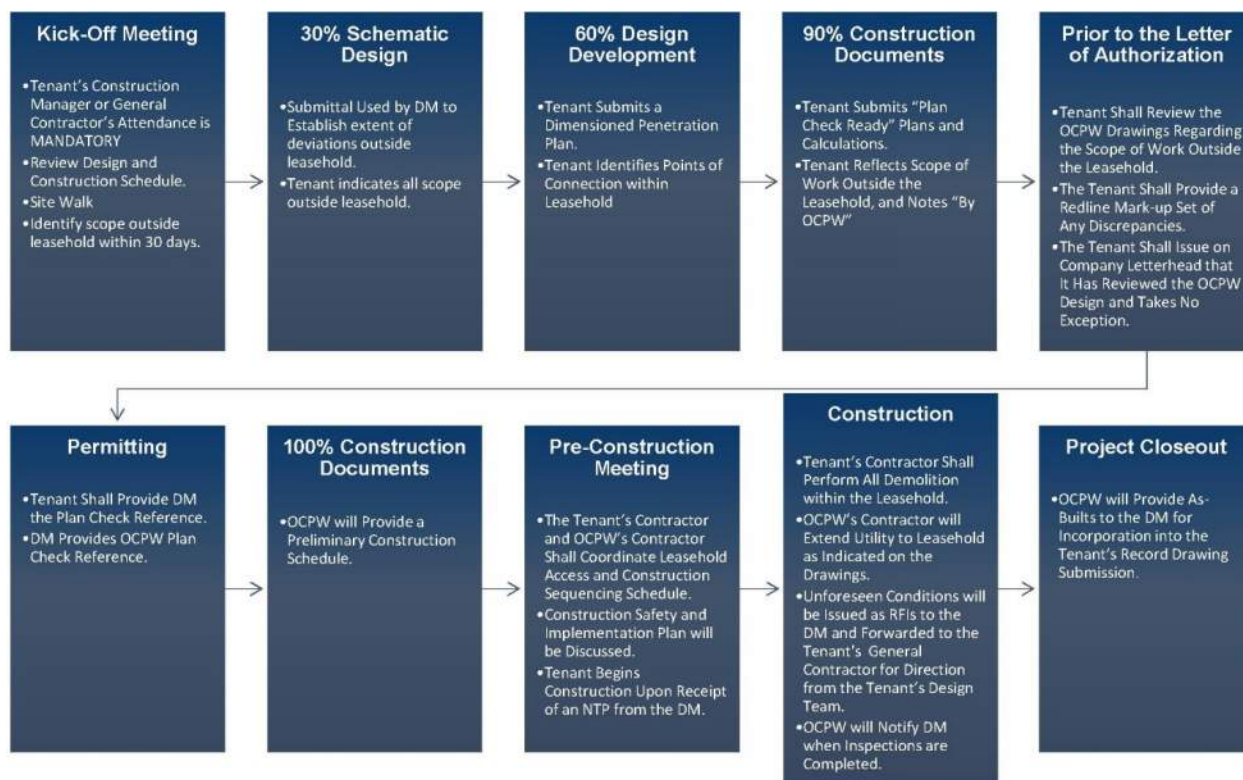 Kick-Off Meeting
•Tenant's Construction
Manager or General
Contractor's Attendance is
MANDATORY
•Review Design and
Construction Schedule.
•Site Walk
•Identify scope outside
leasehold within 30 days.
30% Schematic
Design
•Submittal Used by DM to
Establish extent of
deviations outside
leasehold.
•Tenant indicates all scope
outside leasehold.
60% Design
Development
•Tenant Submits a
Dimensioned Penetration
Plan.
•Tenant Identifies Points of
Connection within
Leasehold
90% Construction
Documents
•Tenant Submits "Plan
Check Ready" Plans and
Calculations.
•Tenant Reflects Scope of
Work Outside the
Leasehold, and Notes "By
OCPW"
Prior to the Letter
of Authorization
•Tenant Shall Review the
OCPW Drawings Regarding
the Scope of Work Outside
the Leasehold.
•The Tenant Shall Provide a
Redline Mark-up Set of
Any Discrepancies.
•The Tenant Shall Issue on
Company Letterhead that
It Has Reviewed the OCPW
Design and Takes No
Exception.
Permitting
•Tenant Shall Provide DM
the Plan Check Reference.
•DM Provides OCPW Plan
Check Reference.
100% Construction
Documents
•OCPW will Provide a
Preliminary Construction
Schedule.
Pre-Construction
Meeting
•The Tenant's Contractor
and OCPW's Contractor
Shall Coordinate Leasehold
Access and Construction
Sequencing Schedule.
•Construction Safety and
Implementation Plan will
be Discussed.
•Tenant Begins
Construction Upon Receipt
of an NTP from the DM.
Construction
•Tenant's Contractor Shall
Perform All Demolition
within the Leasehold.
•OCPW's Contractor will
Extend Utility to Leasehold
as Indicated on the
Drawings.
•Unforeseen Conditions will
be Issued as RFIs to the
DM and Forwarded to the
Tenant's General
Contractor for Direction
from the Tenant's Design
Team.
•OCPW will Notify DM
when Inspections are
Completed.
Project Closeout
•OCPW will Provide As-
Builts to the DM for
Incorporation into the
Tenant's Record Drawing
Submission.